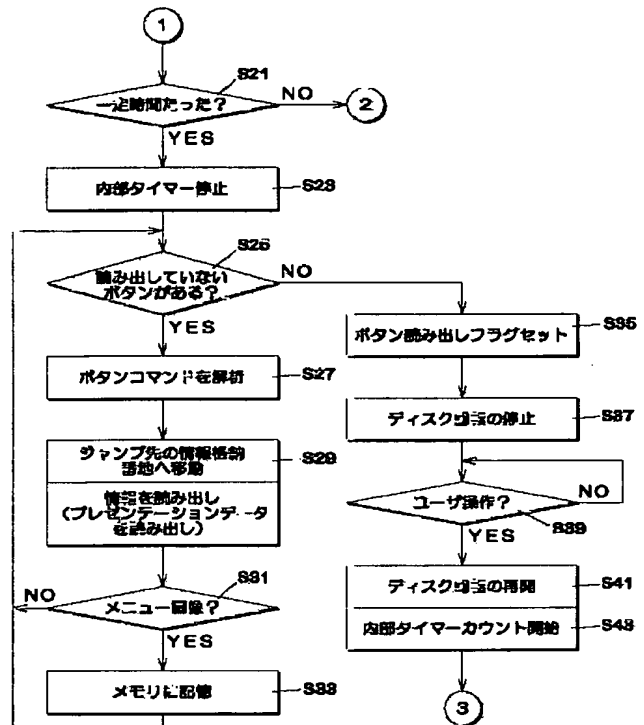 1
S21
一定時間たった?
NO
2
YES
内部タイマー停止
S23
S25
読み出していない
ボタンがある?
NO
YES
ボタン読み出しフラグセット
S35
ボタンコマンドを解析
S27
ディスク回転の停止
S37
ジャンプ先の情報格納
番地へ移動
S29
情報を読み出し
(プレゼンテーションデータ
を読み出し)
ユーザ操作?
NO
S39
YES
S31
メニュー画像?
NO
YES
ディスク回転の再開
S41
内部タイマーカウント開始
S43
メモリに記憶
S33
3